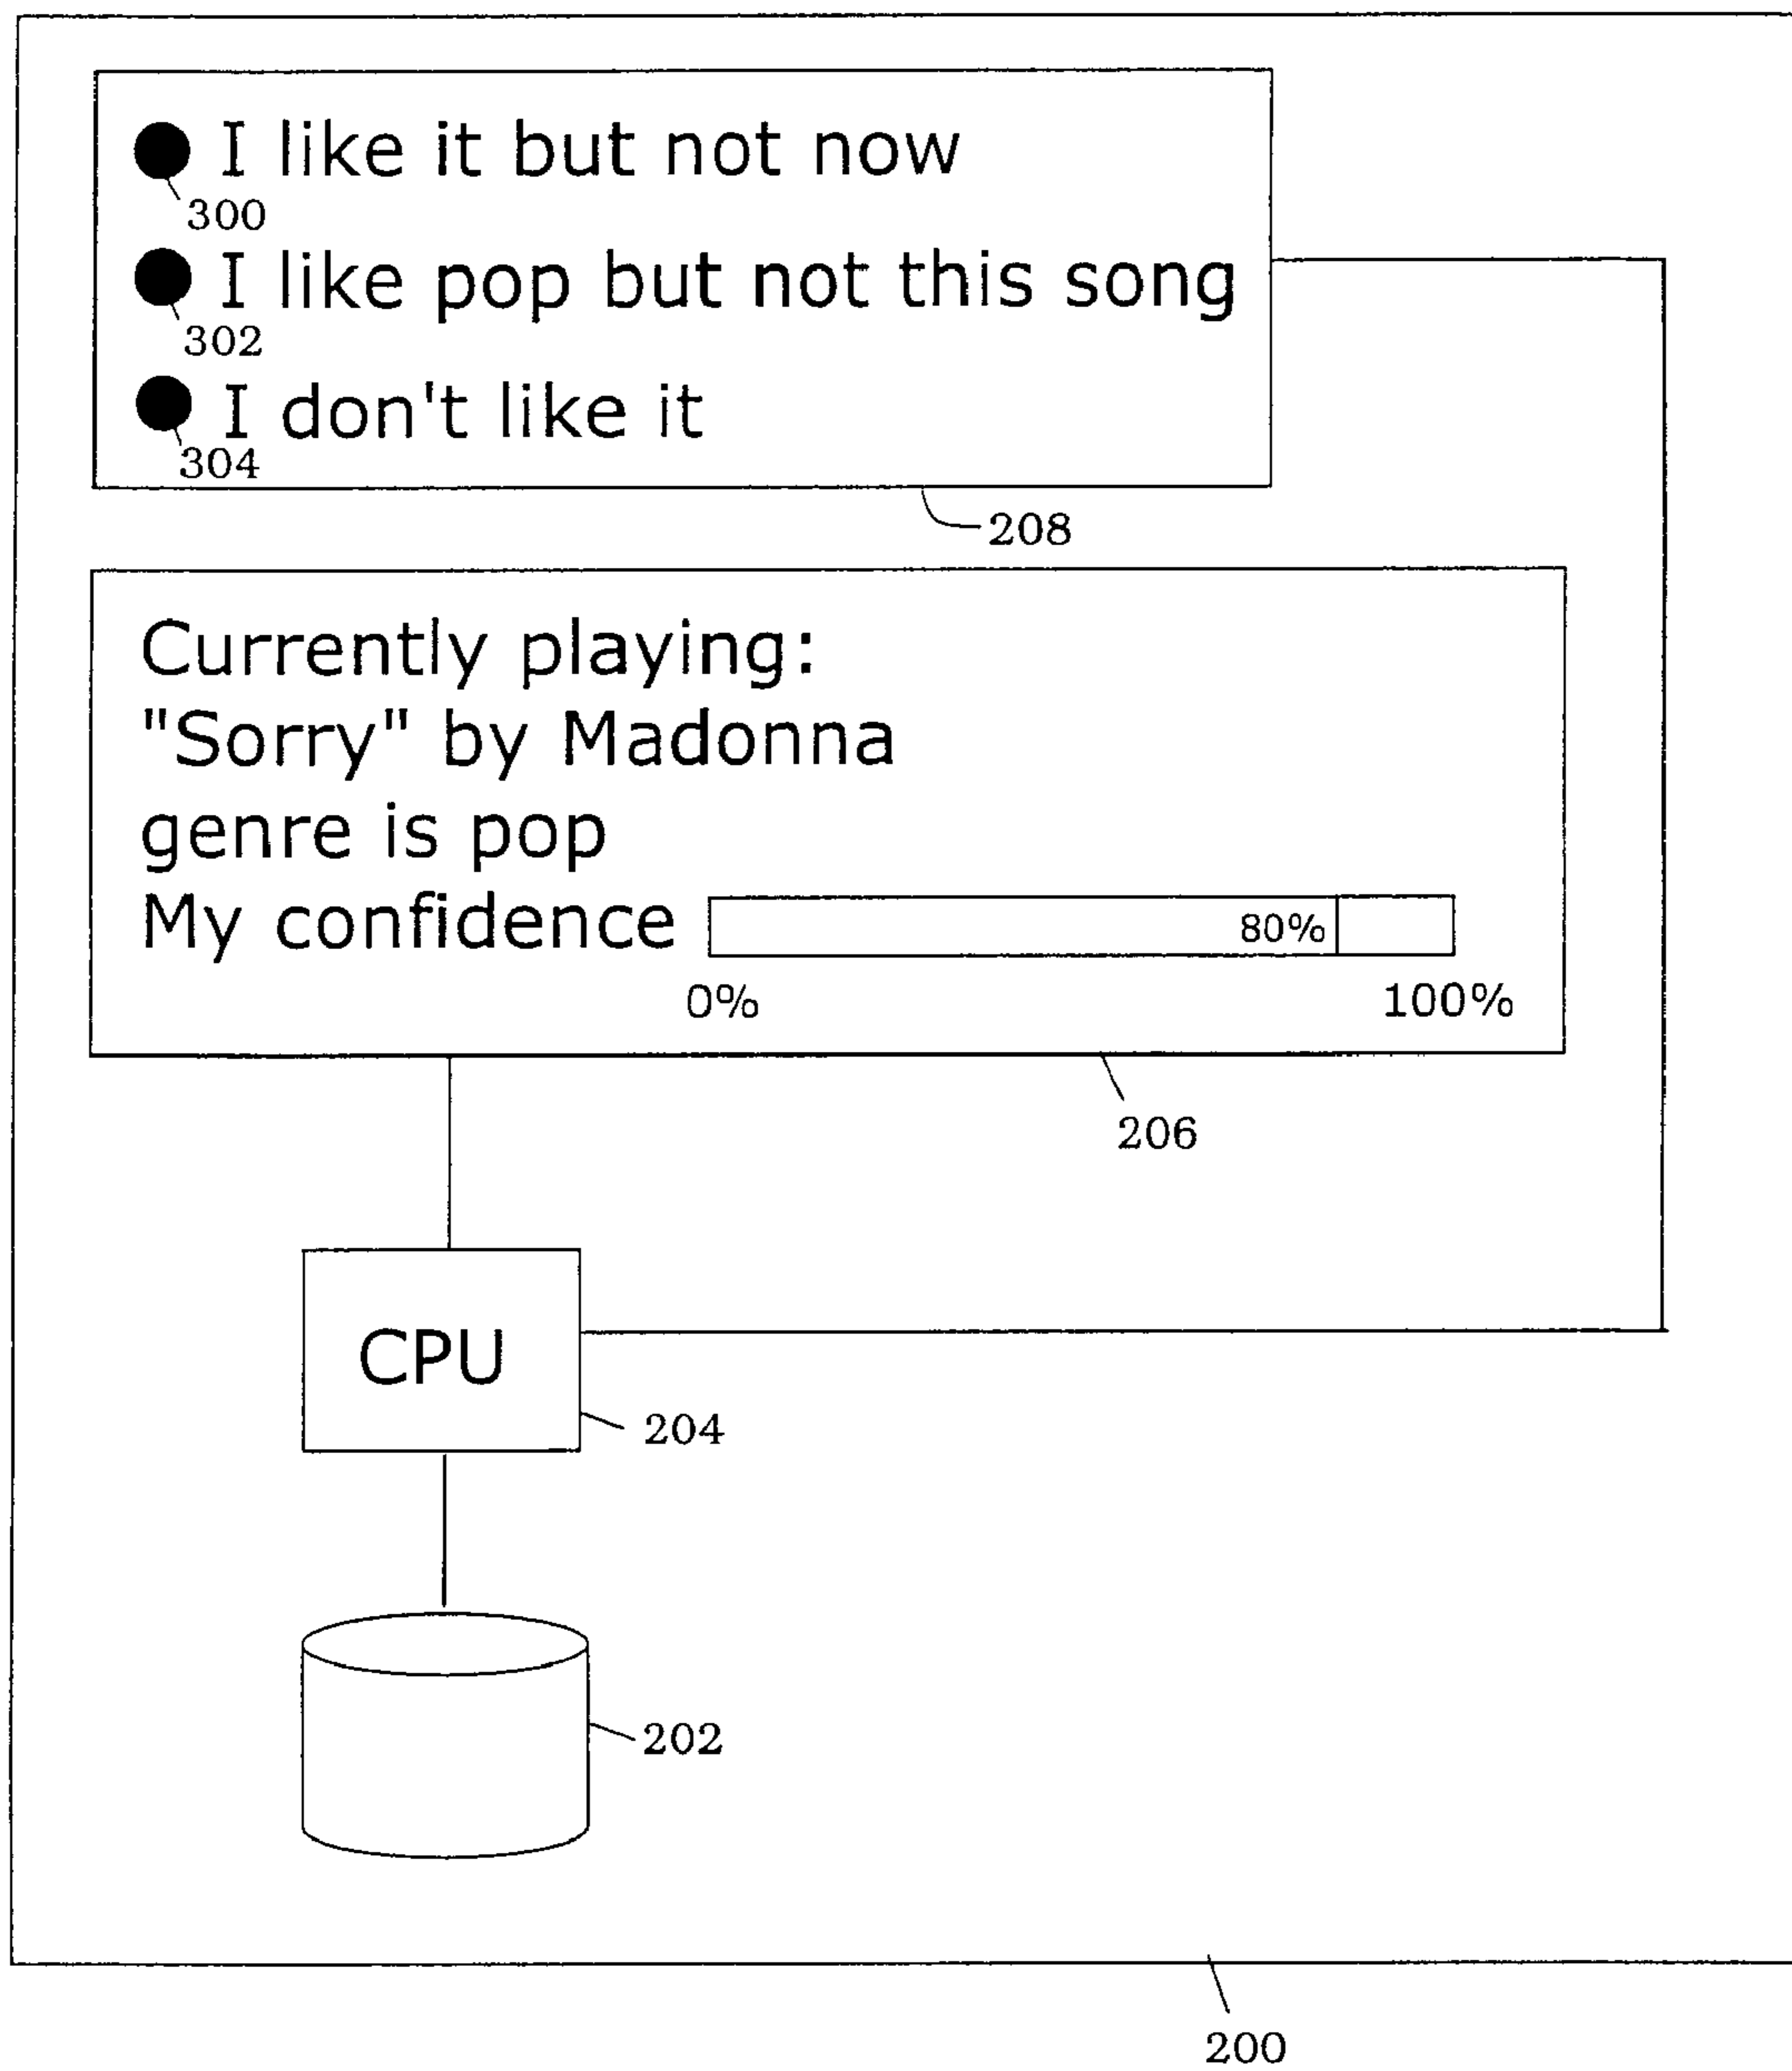 I like it but not now
300
I like pop but not this song
302
I don't like it
304
208
Currently playing:
"Sorry" by Madonna
genre is pop
My confidence 80%
0% 100%
206
CPU
204
202
200